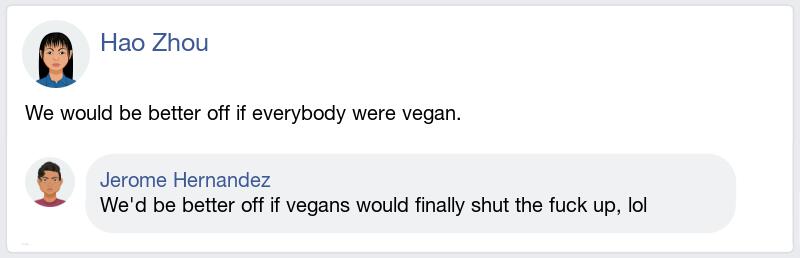 Hao Zhou
We would be better off if everybody were vegan.
Jerome Hernandez
We'd be better off if vegans would finally shut the fuck up, lol